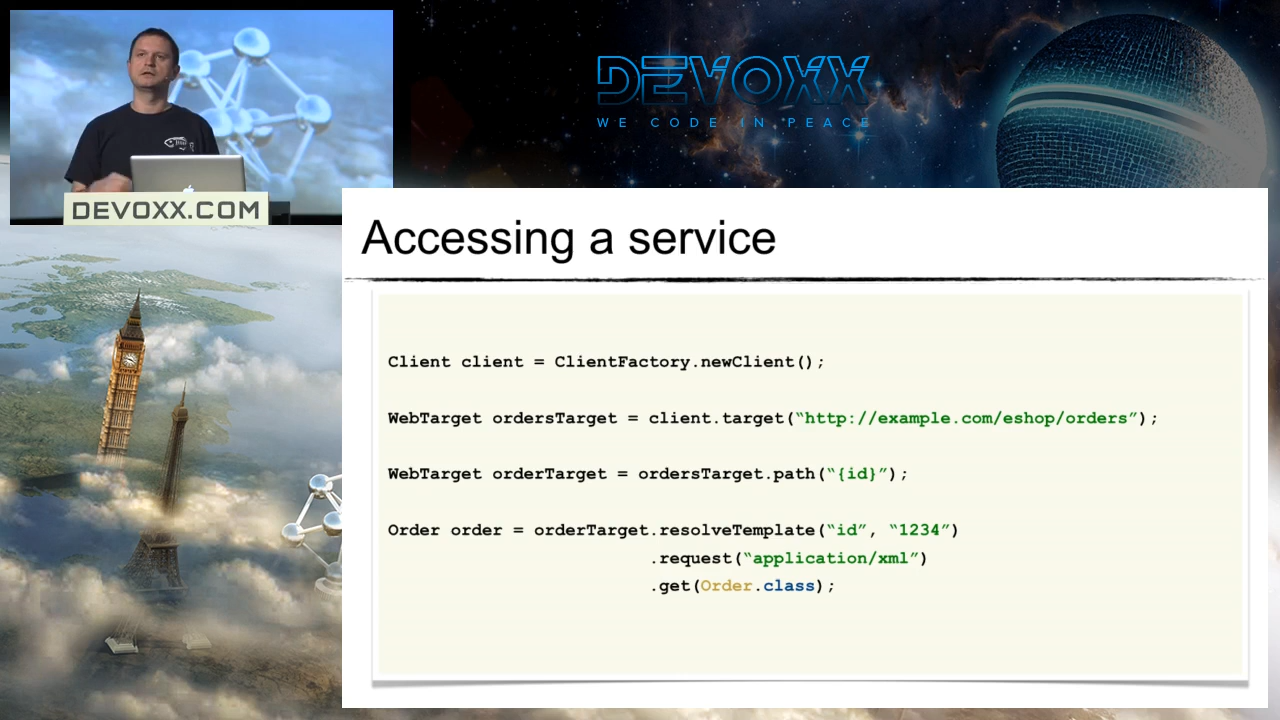 DEVOXX
WE CODE IN PEACE
DEVOXX.COM
Accessing a service
Client client = ClientFactory.newClient();
WebTarget ordersTarget = client.target(“http://example.com/eshop/orders”);
WebTarget orderTarget = ordersTarget.path(“{id}”);
Order order = orderTarget.resolveTemplate(“id”, “1234”)
.request(“application/xml”)
.get(Order.class);